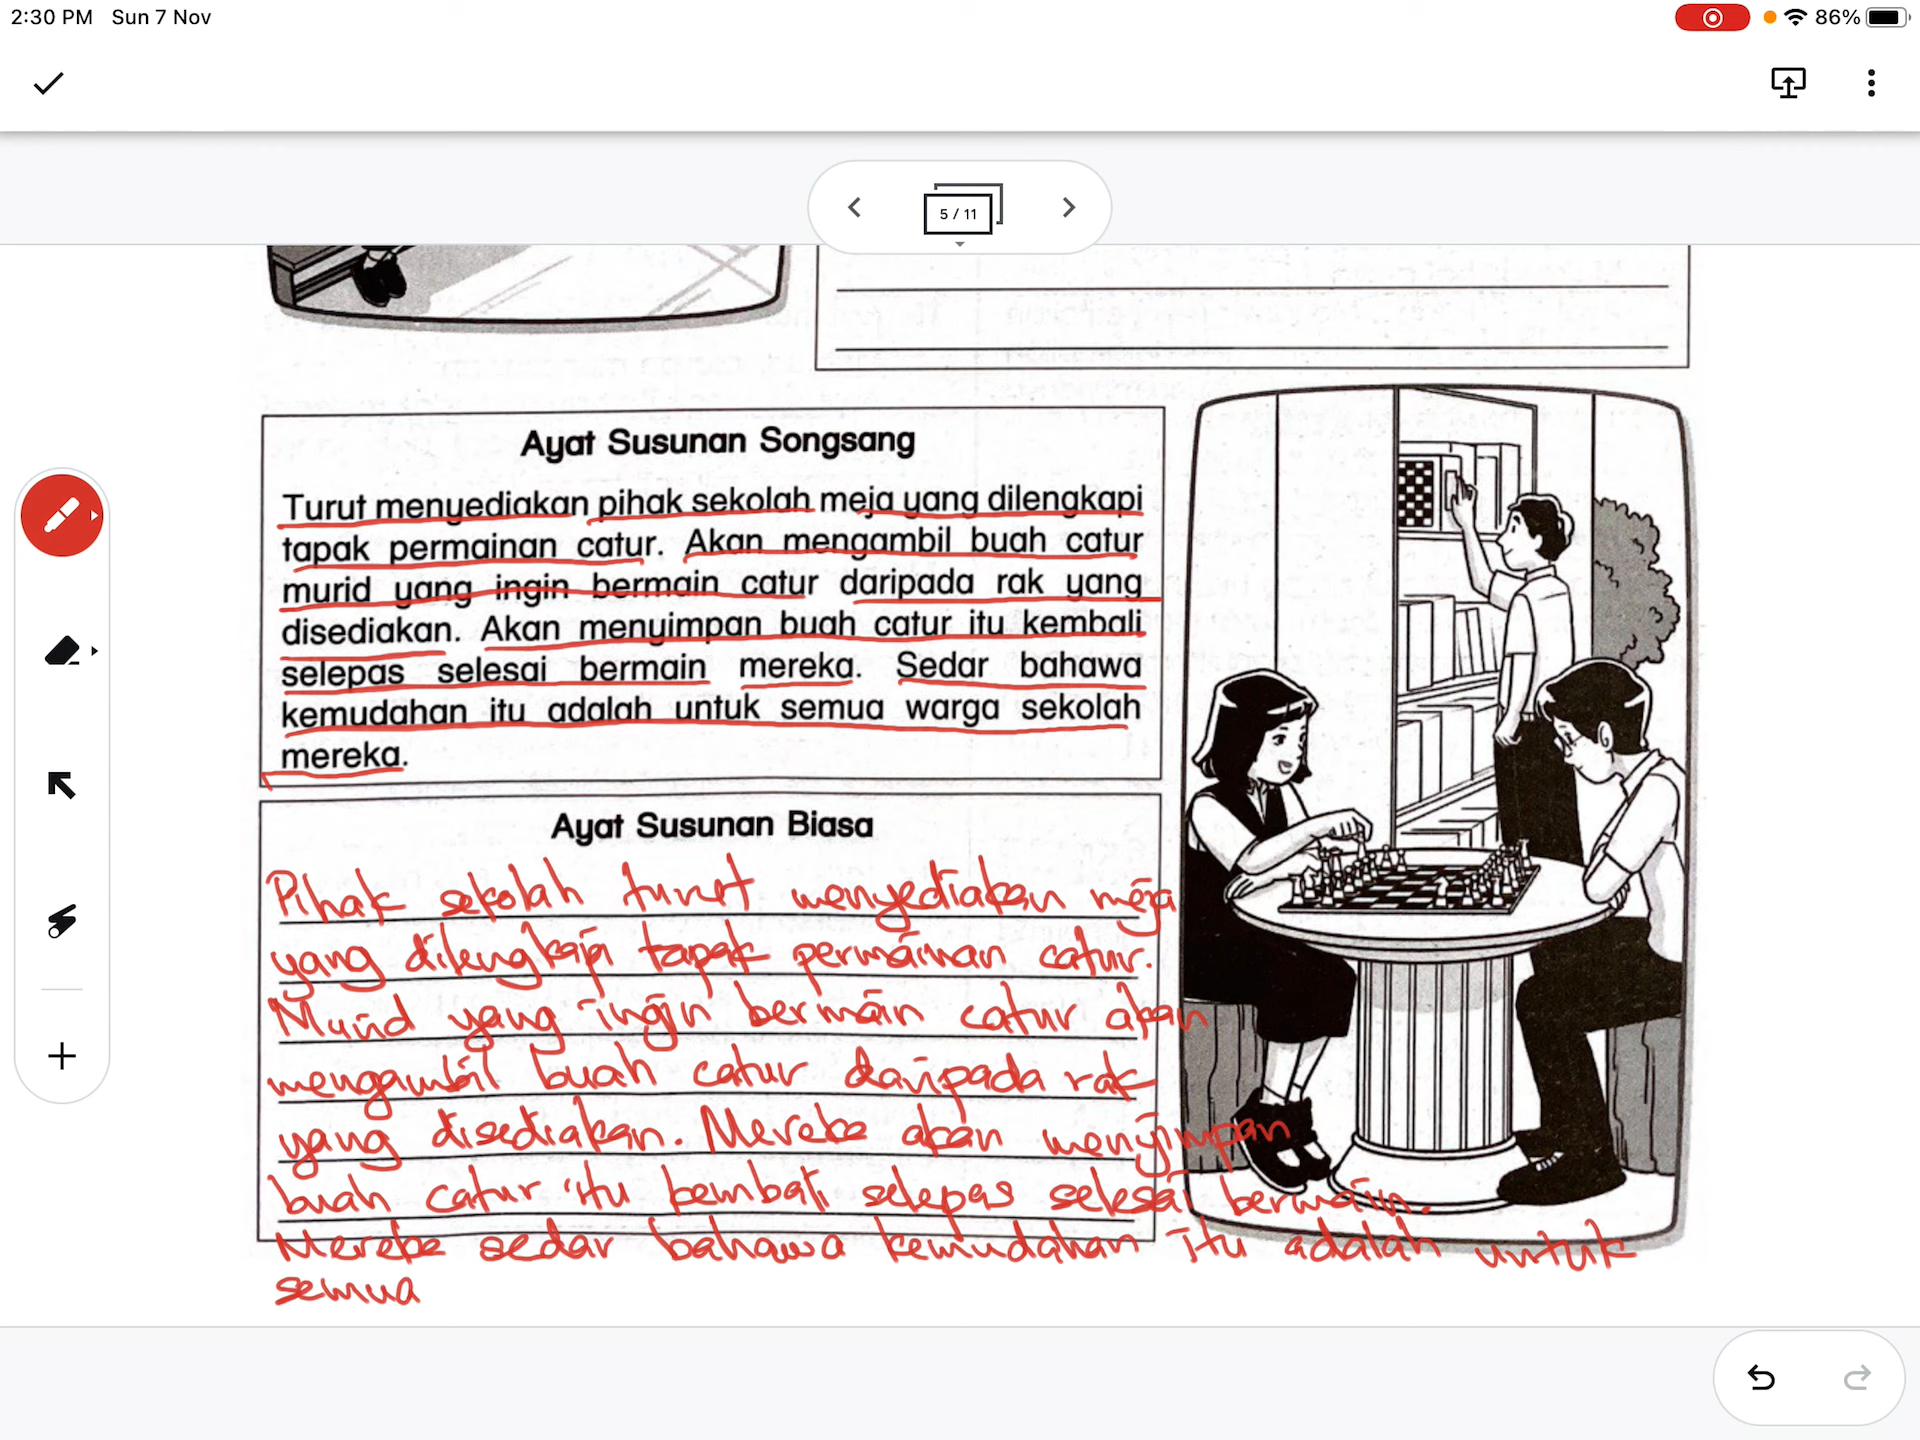 2:30 PM Sun 7 Nov
86%
5 / 11
Ayat Susunan Songsang
Turut menyediakan pihak sekolah meja yang dilengkapi
tapak permainan catur. Akan mengambil buah catur
murid yang ingin bermain catur daripada rak yang
disediakan. Akan menyimpan buah catur itu kembali
selepas selesai bermain mereka. Sedar bahawa
kemudahan itu adalah untuk semua warga sekolah
mereka.
Ayat Susunan Biasa
Pihak sekolah turut menyediakan meja
yang dilengkapi tapak permainan catur.
Murid yang ingin bermain catur akan
mengambil buah catur daripada rak
yang disediakan. Mereka akan menyimpan
buah catur itu kembali selepas selesai bermain.
Mereka sedar bahawa kemudahan itu adalah untuk
semua